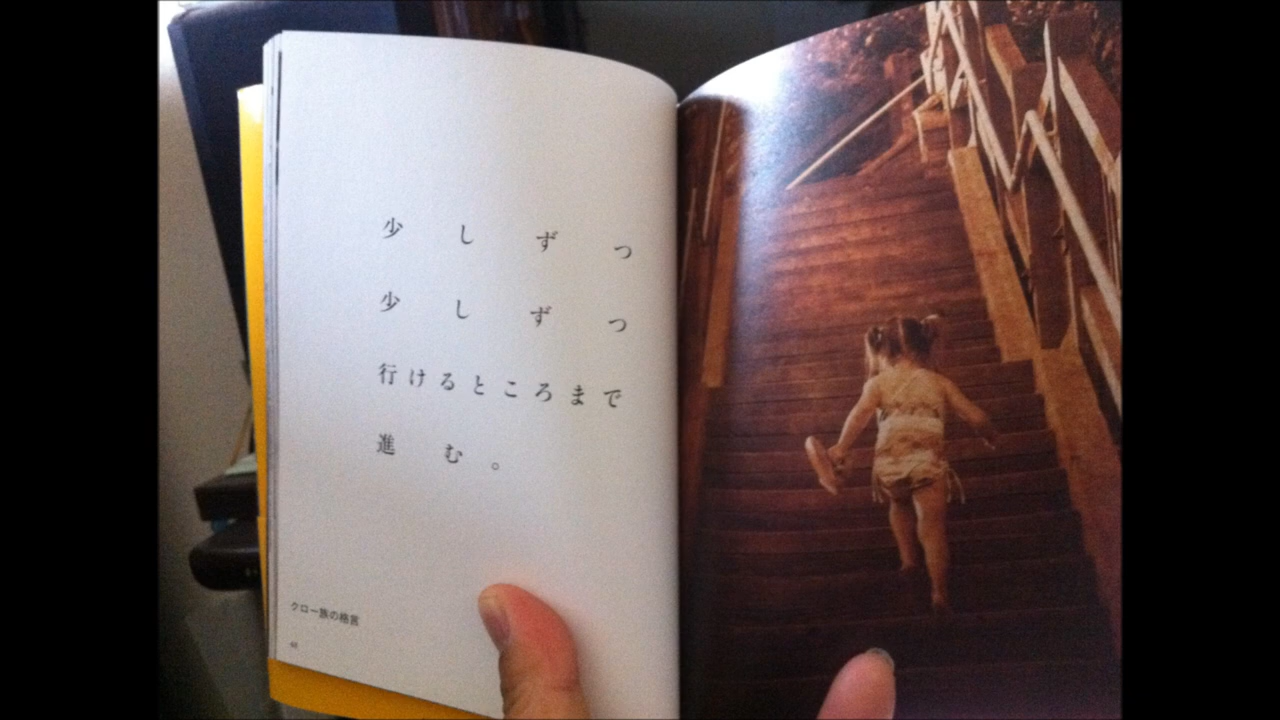 少しずつ
少しずつ
行けるところまで
進む。
クロー族の格言